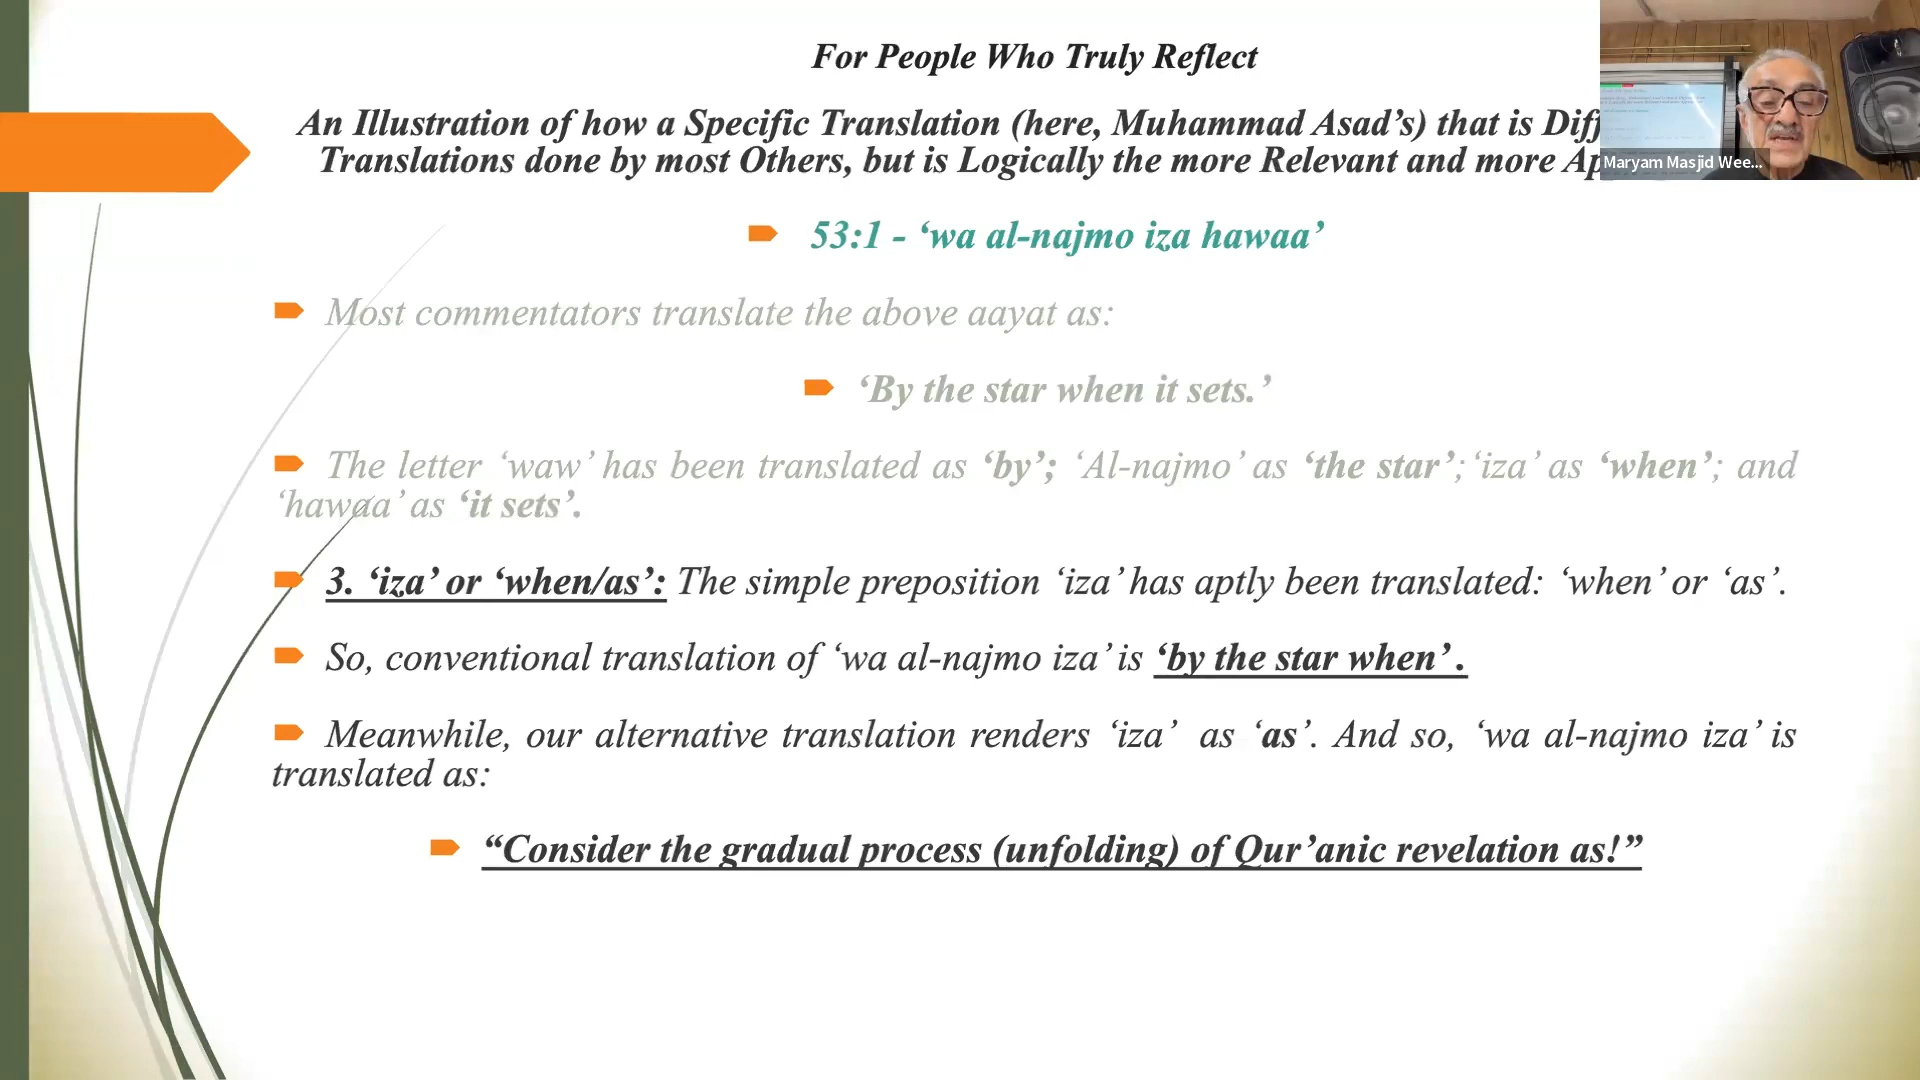 For People Who Truly Reflect
An Illustration of how a Specific Translation (here, Muhammad Asad’s) that is
Translations done by most Others, but is Logically the more Relevant and more
53:1 - ‘wa al-najmo iza hawaa’
Most commentators translate the above aayat as:
‘By the star when it sets.’
The letter ‘waw’ has been translated as ‘by’; ‘Al-najmo’ as ‘the star’;‘iza’ as ‘when’; and
‘hawaa’ as ‘it sets’.
3. ‘iza’ or ‘when/as’: The simple preposition ‘iza’ has aptly been translated: ‘when’ or ‘as’.
So, conventional translation of ‘wa al-najmo iza’ is ‘by the star when’ .
Meanwhile, our alternative translation renders ‘iza’ as ‘as’. And so, ‘wa al-najmo iza’ is
translated as:
“Consider the gradual process (unfolding) of Qur’anic revelation as!”
Maryam Masjid Wee...